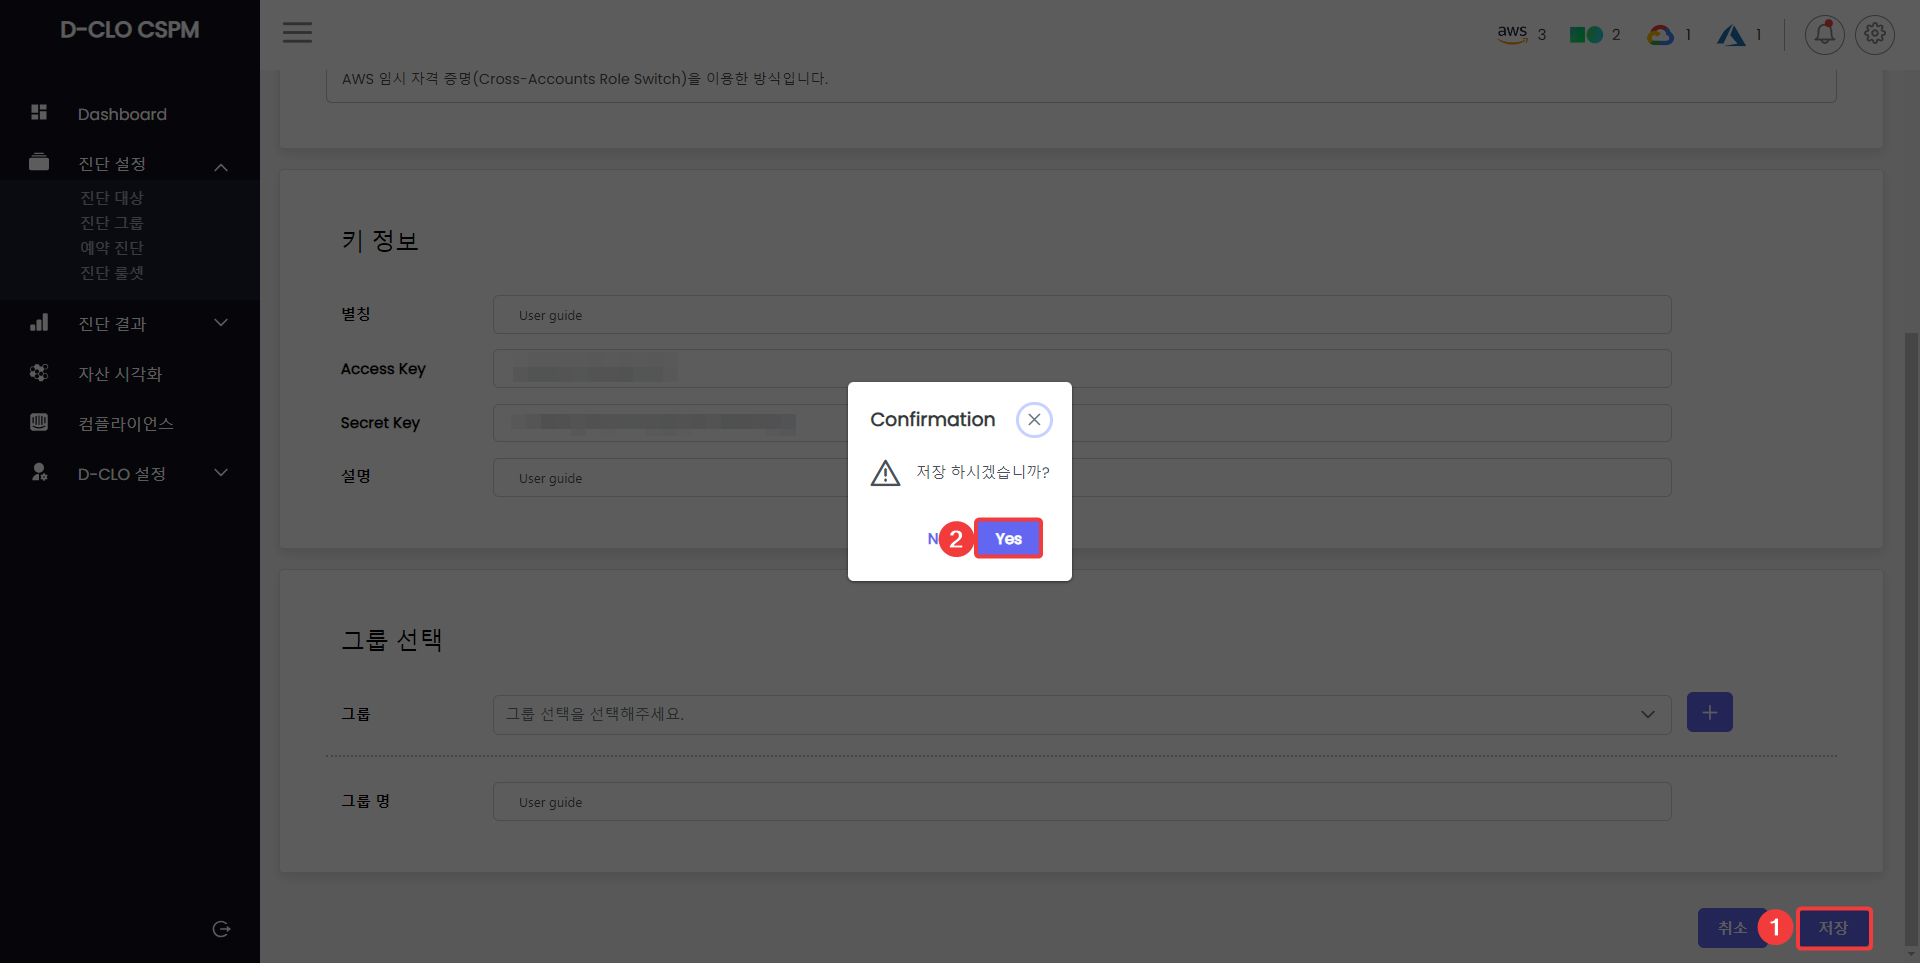 D-CLO CSPM
aws 3 2 1 1
Dashboard
진단 설정
진단 대상
진단 그룹
예약 진단
진단 룰셋
진단 결과
자산 시각화
컴플라이언스
D-CLO 설정
AWS 임시 자격 증명(Cross-Accounts Role Switch)을 이용한 방식입니다.
키 정보
별칭 User guide
Access Key
Secret Key
설명 User guide
Confirmation
저장 하시겠습니까?
2 Yes
그룹 선택
그룹 그룹 선택을 선택해주세요.
그룹 명 User guide
취소 1 저장